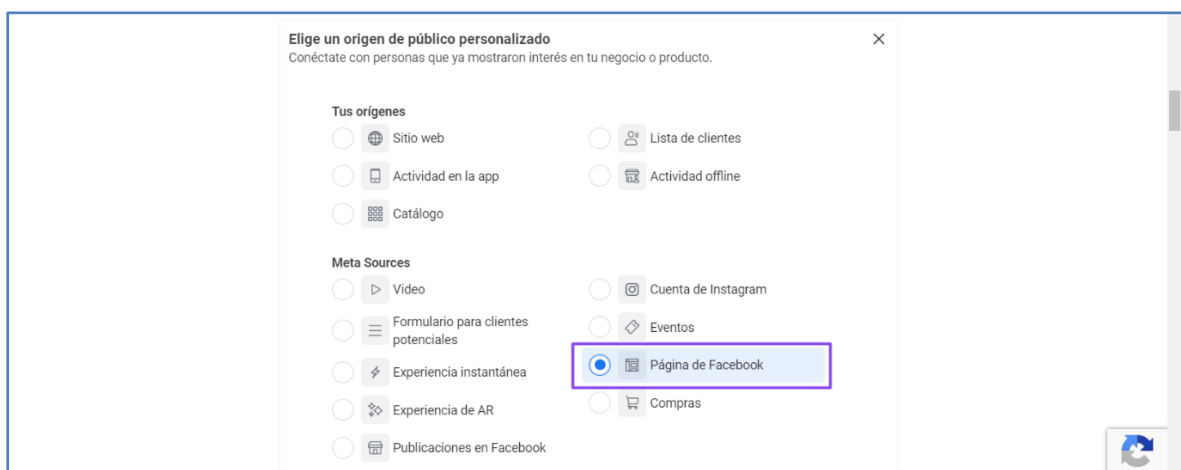 Elige un origen de público personalizado
Conéctate con personas que ya mostraron interés en tu negocio o producto.
Tus orígenes
Sitio web
Lista de clientes
Actividad en la app
Actividad offline
Catálogo
Meta Sources
Video
Cuenta de Instagram
Formulario para clientes
potenciales
Eventos
Experiencia instantánea
Página de Facebook
Experiencia de AR
Compras
Publicaciones en Facebook